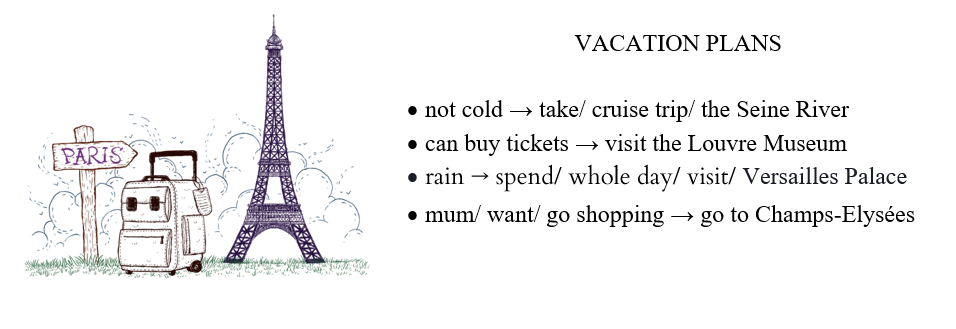 VACATION PLANS
PARIS
• not cold → take/ cruise trip/ the Seine River
• can buy tickets → visit the Louvre Museum
• rain → spend/ whole day/ visit/ Versailles Palace
• mum/ want/ go shopping → go to Champs-Elysées